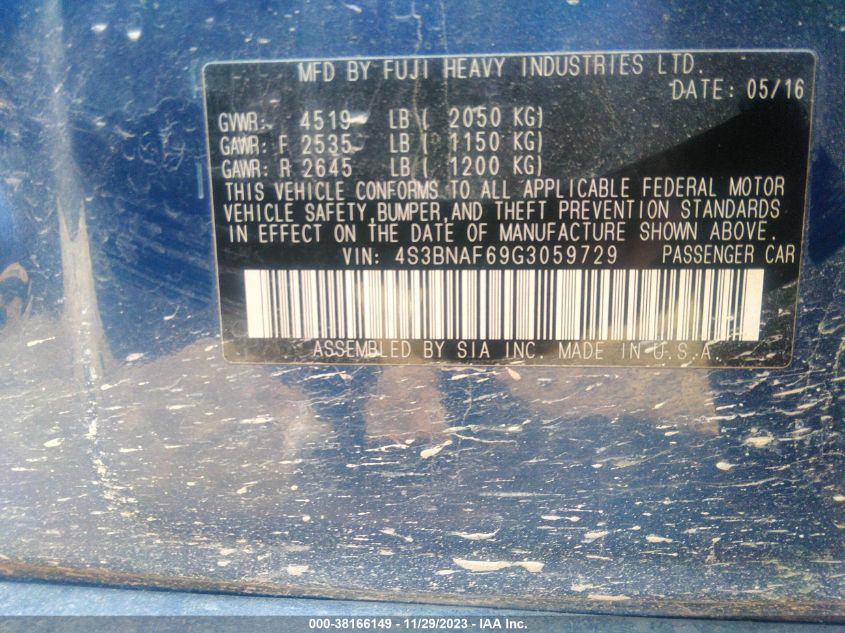 MFD BY FUJI HEAVY INDUSTRIES LTD.
DATE: 05/16
GVWR: 4519 LB ( 2050 KG)
GAWR: F 2535 LB ( 1150 KG)
GAWR: R 2645 LB ( 1200 KG)
THIS VEHICLE CONFORMS TO ALL APPLICABLE FEDERAL MOTOR
VEHICLE SAFETY, BUMPER, AND THEFT PREVENTION STANDARDS
IN EFFECT ON THE DATE OF MANUFACTURE SHOWN ABOVE.
VIN: 4S3BNAF69G3059729 PASSENGER CAR
ASSEMBLED BY SIA INC. MADE IN U.S.A.
000-38166149 - 11/29/2023 - IAA Inc.